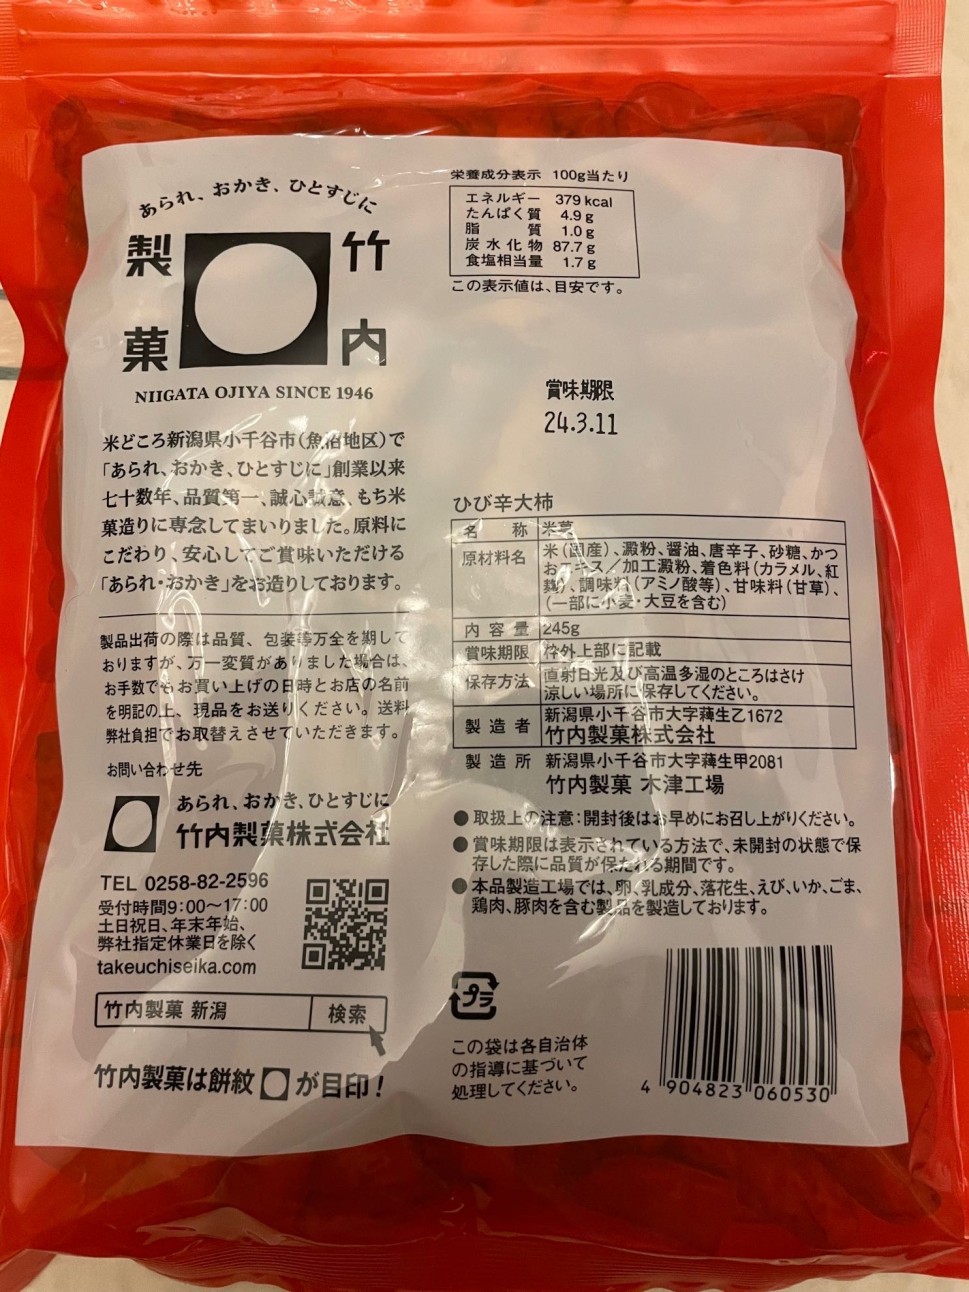 あられ、おかき、ひとすじに
竹内製菓
NIIGATA OJIYA SINCE 1946
米どころ新潟県小千谷市(魚沼地区)で
「あられ、おかき、ひとすじに」創業以来
七十数年、品質第一、誠心誠意、もち米
菓造りに専念してまいりました。原料に
こだわり、安心してご賞味いただける
「あられ・おかき」をお造りしております。
製品出荷の際は品質、包装等万全を期して
おりますが、万一変質がありました場合は、
お手数でもお買い上げの日時とお店の名前
を明記の上、現品をお送りください。送料
弊社負担でお取替えさせていただきます。
お問い合わせ先
あられ、おかき、ひとすじに
竹内製菓株式会社
TEL 0258-82-2596
受付時間9:00〜17:00
土日祝日、年末年始、
弊社指定休業日を除く
takeuchiseika.com
竹内製菓 新潟 検索
竹内製菓は餅紋が目印!
栄養成分表示 100g当たり
エネルギー 379kcal
たんぱく質 4.9g
脂質 1.0g
炭水化物 87.7g
食塩相当量 1.7g
この表示値は、目安です。
賞味期限
24.3.11
ひび辛大柿
名称 米菓
原材料名 米(国産)、澱粉、醤油、唐辛子、砂糖、かつ
おエキス/加工澱粉、着色料(カラメル、紅
麹)、調味料(アミノ酸等)、甘味料(甘草)、
(一部に小麦・大豆を含む)
内容量 245g
賞味期限 枠外上部に記載
保存方法 直射日光及び高温多湿のところはさけ
涼しい場所に保存してください。
製造者 新潟県小千谷市大字薭生乙1672
竹内製菓株式会社
製造所 新潟県小千谷市大字薭生甲2081
竹内製菓 木津工場
●取扱上の注意:開封後はお早めにお召し上がりください。
●賞味期限は表示されている方法で、未開封の状態で保
存した際に品質が保たれる期間です。
●本品製造工場では、卵、乳成分、落花生、えび、いか、ごま、
鶏肉、豚肉を含む製品を製造しております。
プラ
この袋は各自治体
の指導に基づいて
処理してください。
4 904823 060530